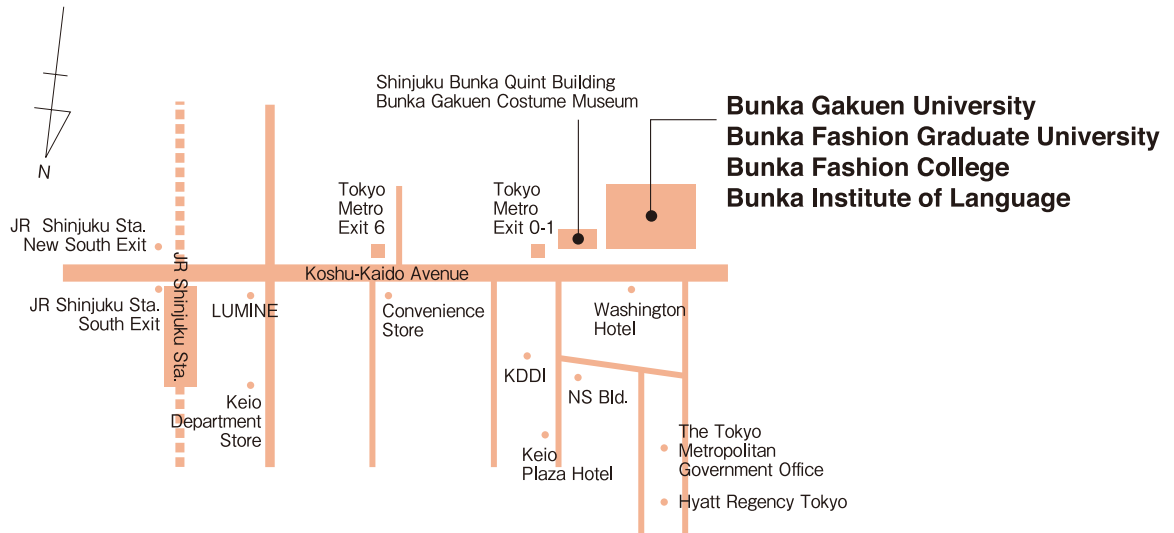 Shinjuku Bunka Quint Building
Bunka Gakuen Costume Museum
Bunka Gakuen University
Bunka Fashion Graduate University
Bunka Fashion College
Bunka Institute of Language
N
Tokyo
Metro
Exit 6
Tokyo
Metro
Exit 0-1
JR Shinjuku Sta.
New South Exit
Koshu-Kaido Avenue
JR Shinjuku Sta.
JR Shinjuku Sta.
South Exit
LUMINE
Convenience
Store
Washington
Hotel
KDDI
NS Bld.
Keio
Department
Store
Keio
Plaza Hotel
The Tokyo
Metropolitan
Government Office
Hyatt Regency Tokyo